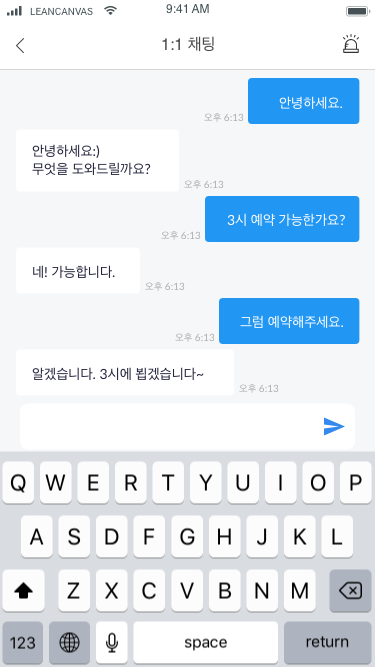 LEANCANVAS 9:41 AM
1:1 채팅
안녕하세요.
오후 6:13
안녕하세요:)
무엇을 도와드릴까요?
오후 6:13
3시 예약 가능한가요?
오후 6:13
네! 가능합니다.
오후 6:13
그럼 예약해주세요.
오후 6:13
알겠습니다. 3시에 뵙겠습니다~
오후 6:13
Q W E R T Y U I O P
A S D F G H J K L
Z X C V B N M
123 space return